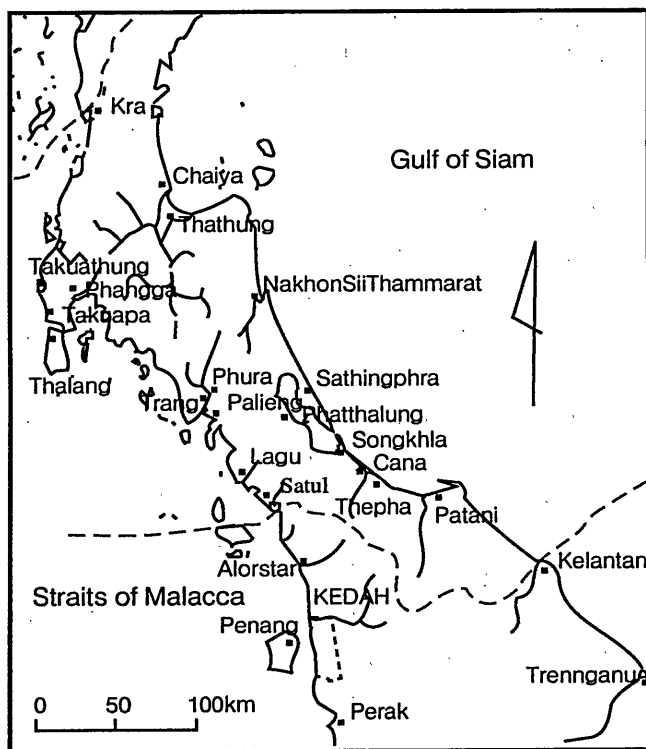 Kra
Gulf of Siam
Chaiya
Thathung
Takuathung
Phangga
NakhonSiiThammarat
Takuapa
Thalang
Phura
Sathingphra
Trang
Palieng
Phatthalung
Songkhla
Lagu
Cana
Satul
Thepha
Patani
Alorstar
Kelantan
Straits of Malacca
KEDAH
Penang
Trennganue
0 50 100km
Perak